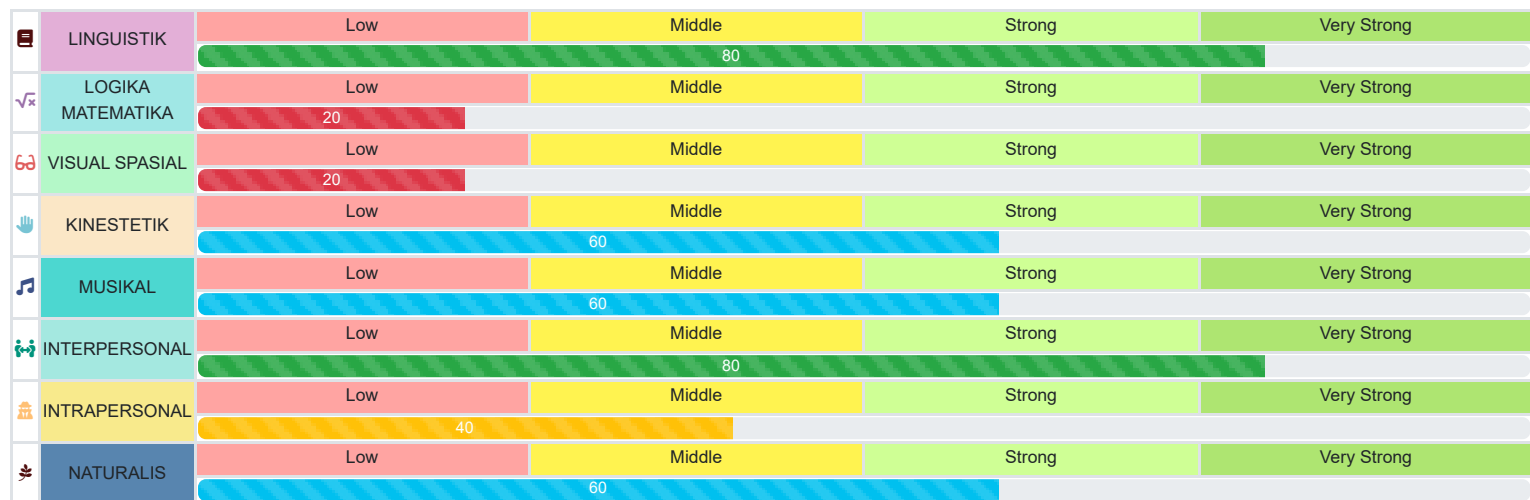 Low Middle Strong Very Strong
LINGUISTIK
80
LOGIKA
MATEMATIKA
Low Middle Strong Very Strong
20
VISUAL SPASIAL
Low Middle Strong Very Strong
20
KINESTETIK
Low Middle Strong Very Strong
60
MUSIKAL
Low Middle Strong Very Strong
60
INTERPERSONAL
Low Middle Strong Very Strong
80
INTRAPERSONAL
Low Middle Strong Very Strong
40
NATURALIS
Low Middle Strong Very Strong
60